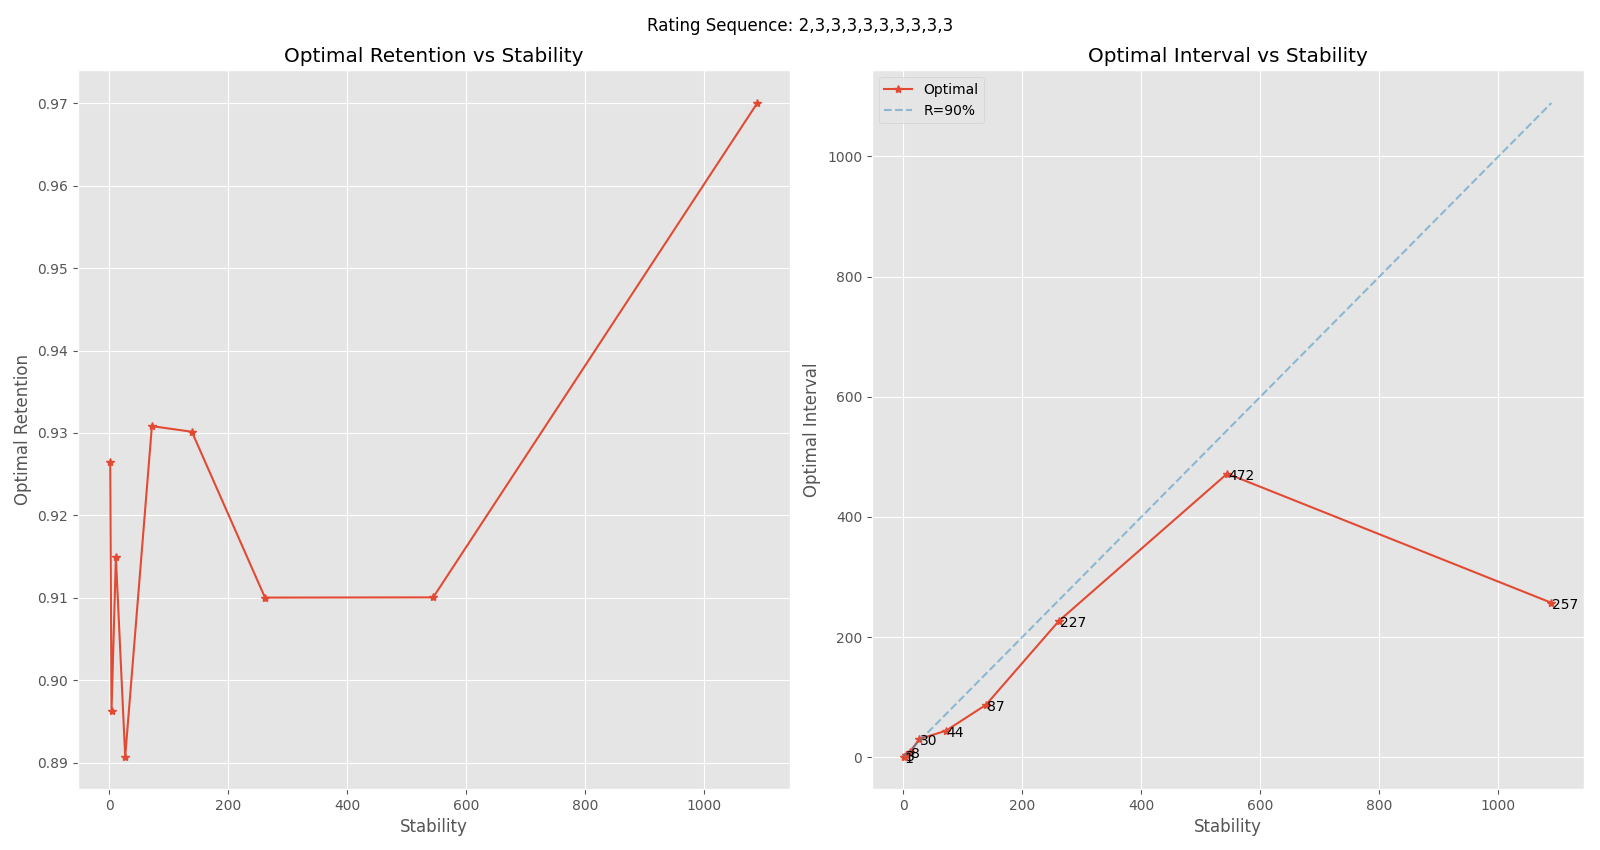 Rating Sequence: 2,3,3,3,3,3,3,3,3,3
Optimal Retention vs Stability
0.97
0.96
0.95
0.94
0.93
0.92
0.91
0.90
0.89
Optimal Retention
0 200 400 600 800 1000
Stability
Optimal Interval vs Stability
Optimal
R=90%
1000
800
600
400
200
0
Optimal Interval
472
257
227
87
44
30
8
1
0 200 400 600 800 1000
Stability